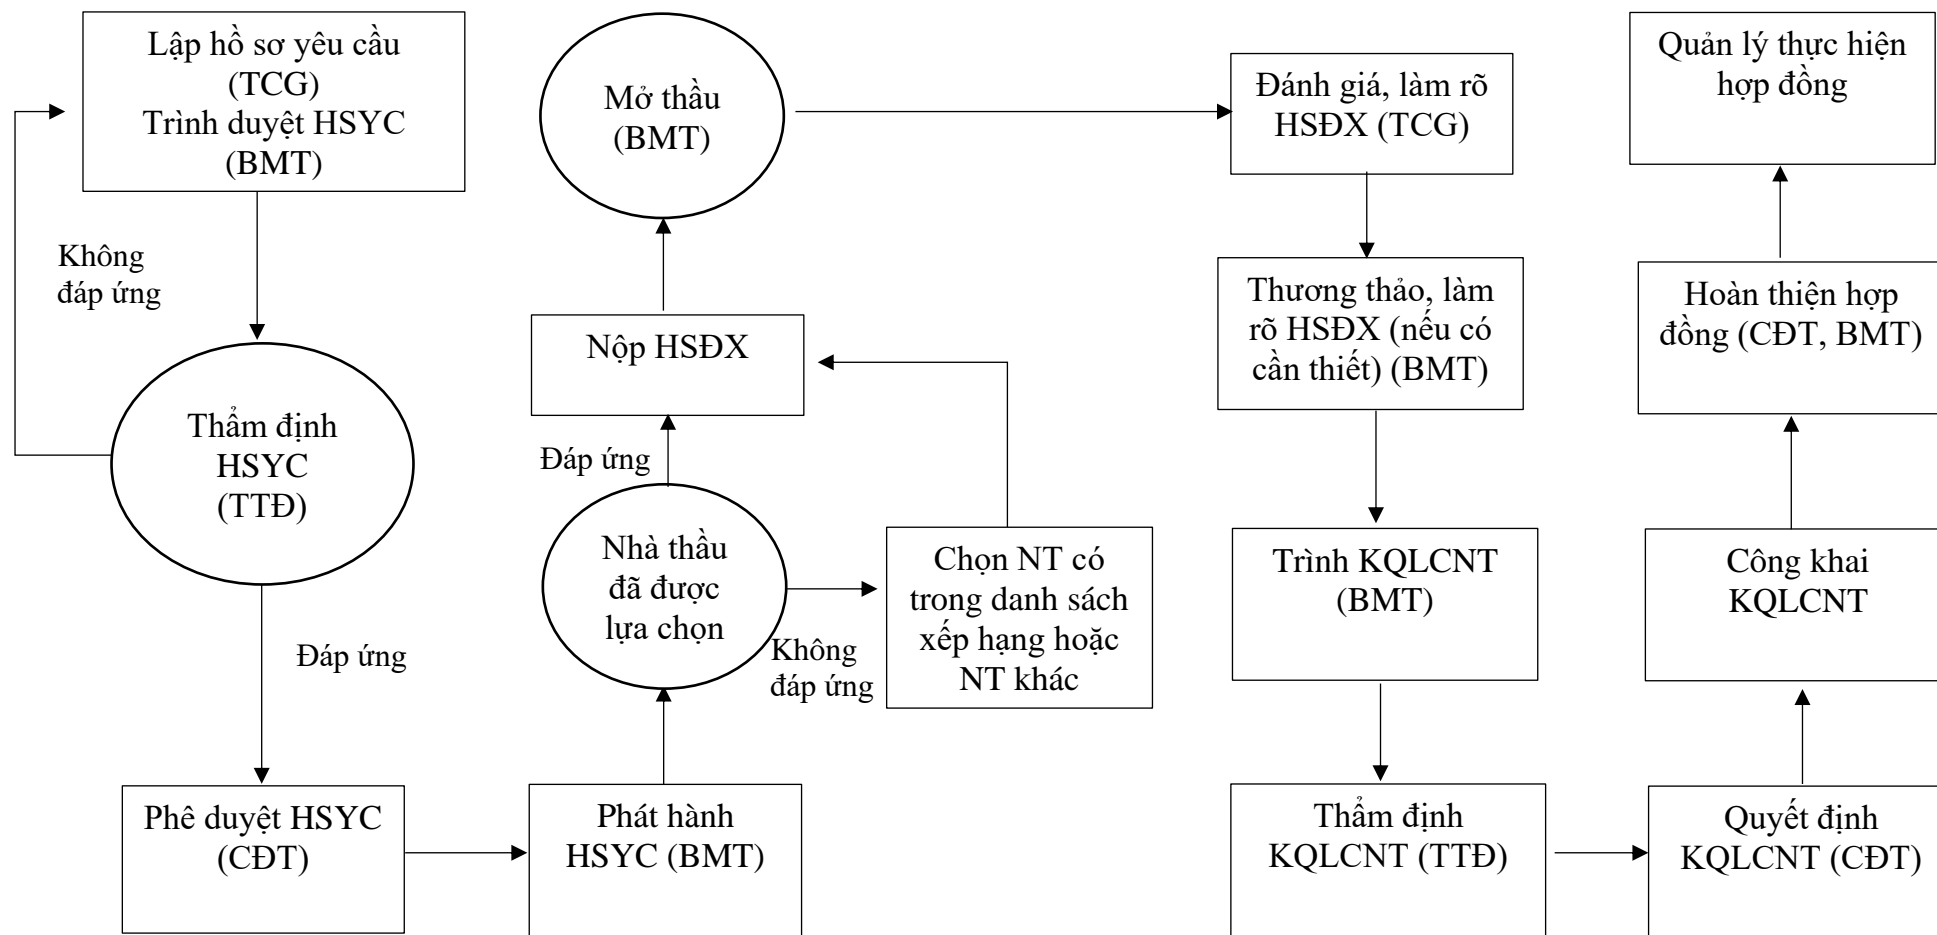 Lập hồ sơ yêu cầu
(TCG)
Trình duyệt HSYC
(BMT)
Không
đáp ứng
Thẩm định
HSYC
(TTĐ)
Đáp ứng
Phê duyệt HSYC
(CĐT)
Phát hành
HSYC (BMT)
Nhà thầu
đã được
lựa chọn
Đáp ứng
Không
đáp ứng
Chọn NT có
trong danh sách
xếp hạng hoặc
NT khác
Nộp HSĐX
Mở thầu
(BMT)
Đánh giá, làm rõ
HSĐX (TCG)
Thương thảo, làm
rõ HSĐX (nếu có
cần thiết) (BMT)
Trình KQLCNT
(BMT)
Thẩm định
KQLCNT (TTĐ)
Quyết định
KQLCNT (CĐT)
Công khai
KQLCNT
Hoàn thiện hợp
đồng (CĐT, BMT)
Quản lý thực hiện
hợp đồng